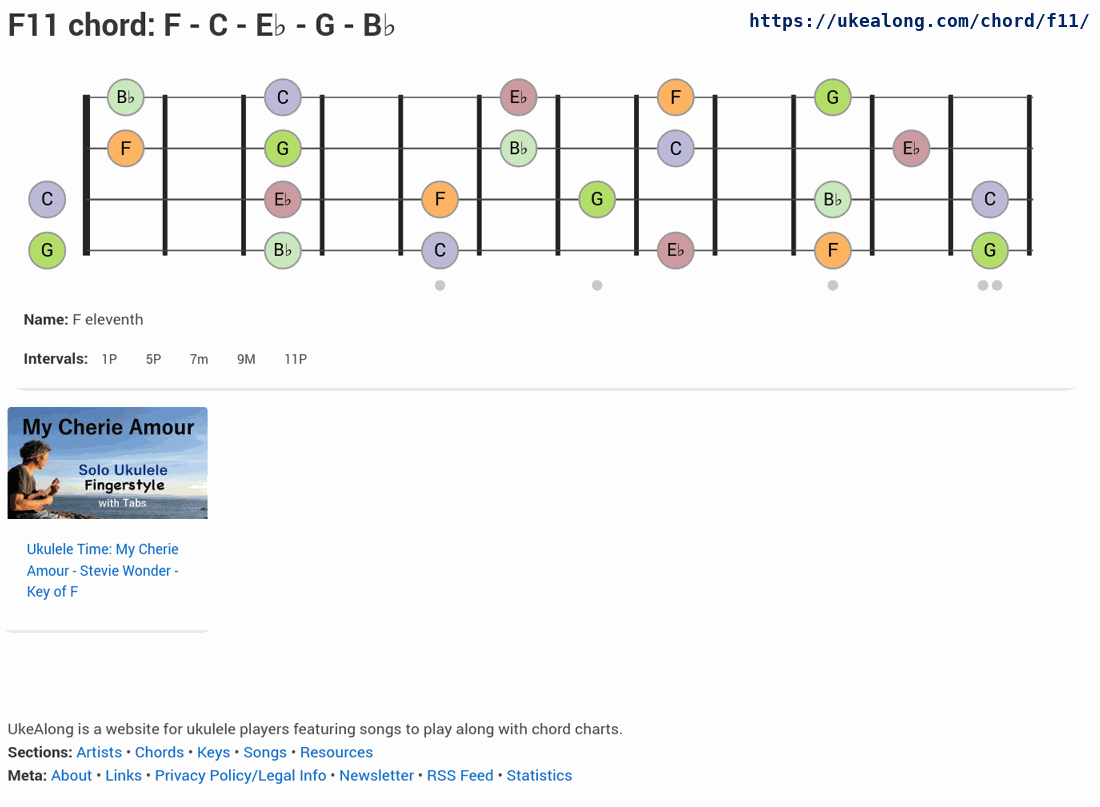 F11 chord: F - C - E♭ - G - B♭
https://ukealong.com/chord/f11/
B♭ C E♭ F G
F G B♭ C E♭
C E♭ F G B♭ C
G B♭ C E♭ F G
Name: F eleventh
Intervals: 1P 5P 7m 9M 11P
My Cherie Amour
Solo Ukulele
Fingerstyle
with Tabs
Ukulele Time: My Cherie
Amour - Stevie Wonder -
Key of F
UkeAlong is a website for ukulele players featuring songs to play along with chord charts.
Sections: Artists • Chords • Keys • Songs • Resources
Meta: About • Links • Privacy Policy/Legal Info • Newsletter • RSS Feed • Statistics